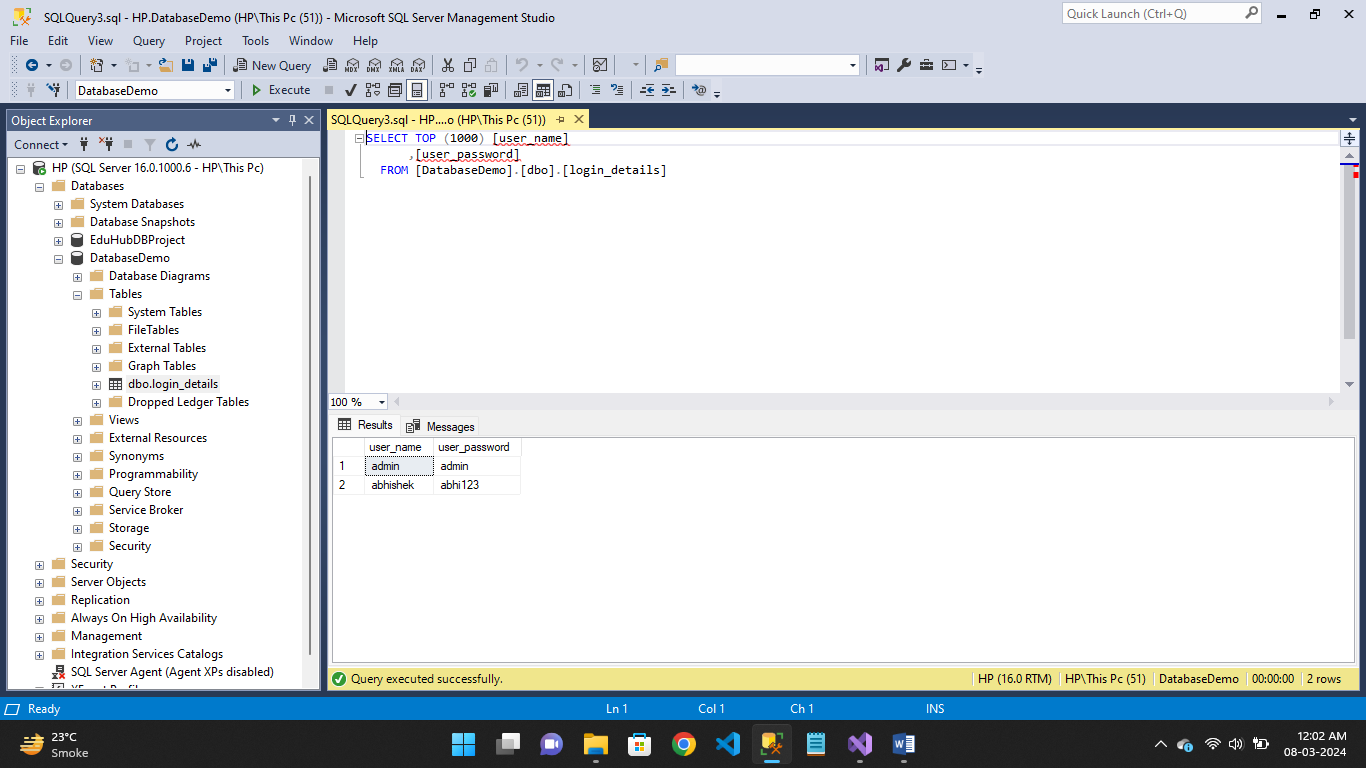 SQLQuery3.sql - HP.DatabaseDemo (HP\This Pc (51)) - Microsoft SQL Server Management Studio
Quick Launch (Ctrl+Q)
File Edit View Query Project Tools Window Help
New Query MDX DMX XMLA DAX
DatabaseDemo Execute
Object Explorer
Connect
HP (SQL Server 16.0.1000.6 - HP\This Pc)
Databases
System Databases
Database Snapshots
EduHubDBProject
DatabaseDemo
Database Diagrams
Tables
System Tables
FileTables
External Tables
Graph Tables
dbo.login_details
Dropped Ledger Tables
Views
External Resources
Synonyms
Programmability
Query Store
Service Broker
Storage
Security
Security
Server Objects
Replication
Always On High Availability
Management
Integration Services Catalogs
SQL Server Agent (Agent XPs disabled)
SQLQuery3.sql - HP....o (HP\This Pc (51))
SELECT TOP (1000) [user_name]
,[user_password]
FROM [DatabaseDemo].[dbo].[login_details]
100 %
Results Messages
user_name user_password
1 admin admin
2 abhishek abhi123
Query executed successfully. HP (16.0 RTM) HP\This Pc (51) DatabaseDemo 00:00:00 2 rows
Ready Ln 1 Col 1 Ch 1 INS
23°C
Smoke
12:02 AM
08-03-2024